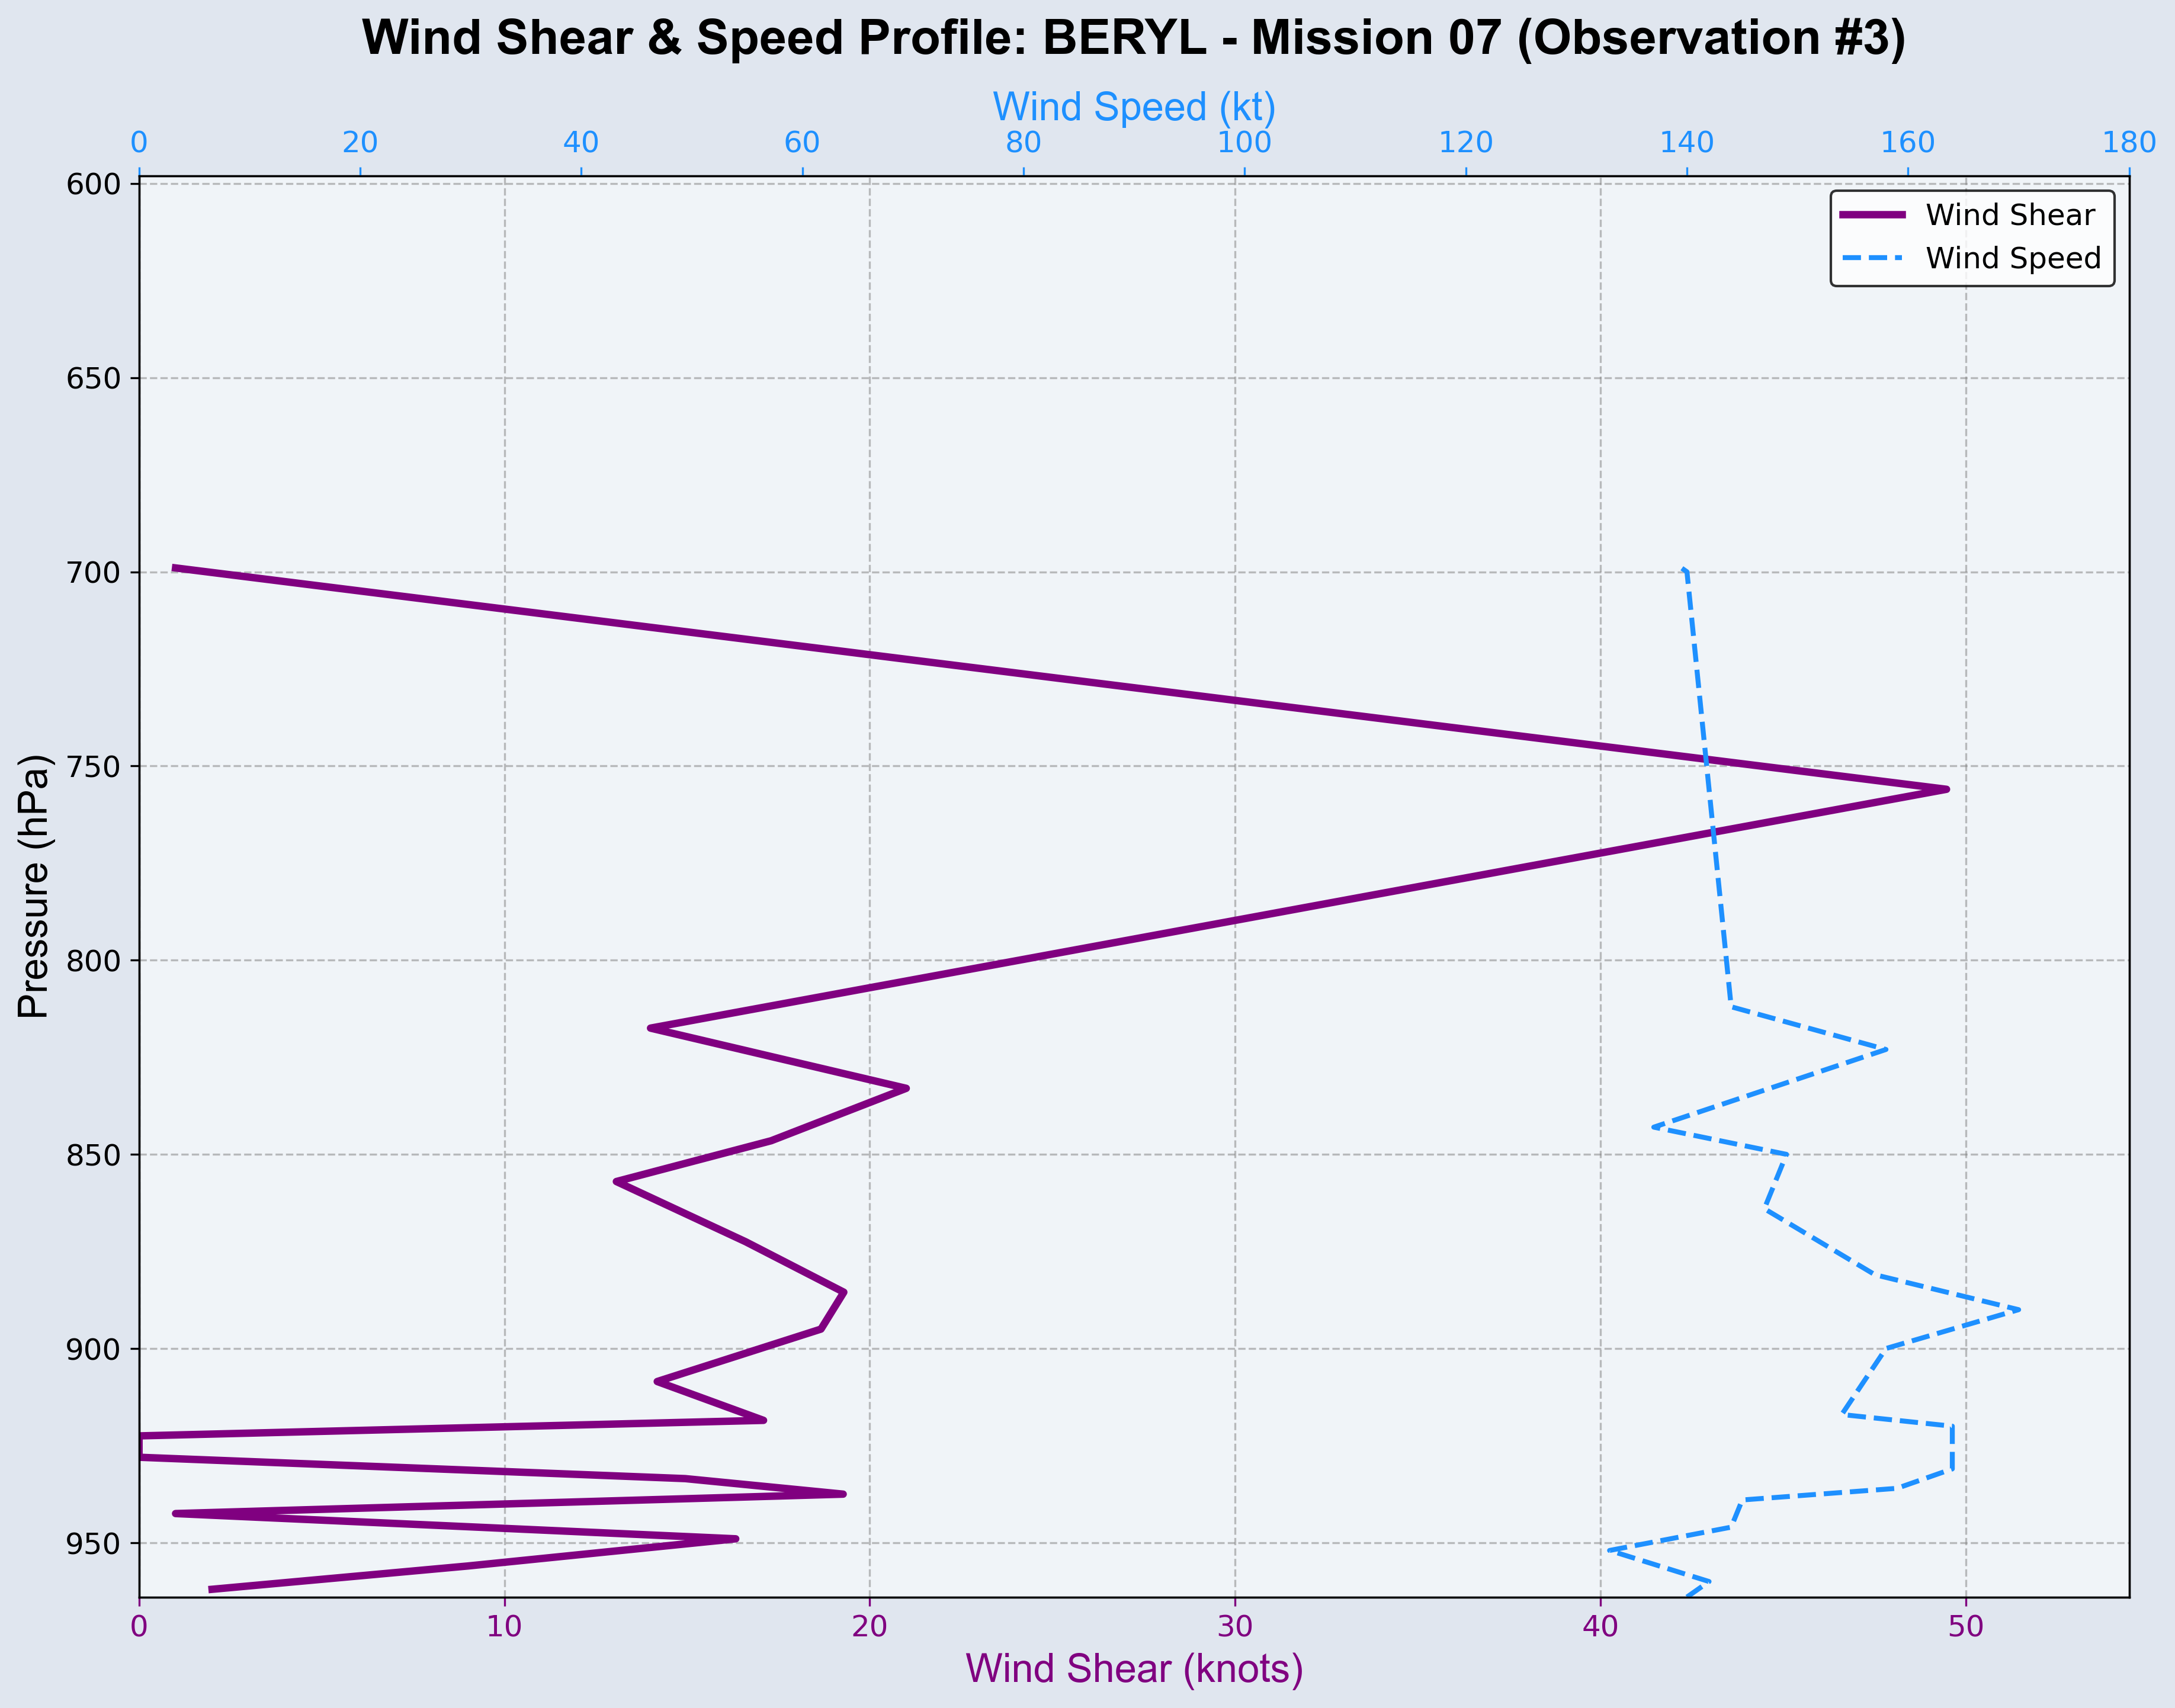 Wind Shear & Speed Profile: BERYL - Mission 07 (Observation #3)
Wind Speed (kt)
0 20 40 60 80 100 120 140 160 180
Wind Shear
Wind Speed
600
650
700
750
800
850
900
950
Pressure (hPa)
0 10 20 30 40 50
Wind Shear (knots)